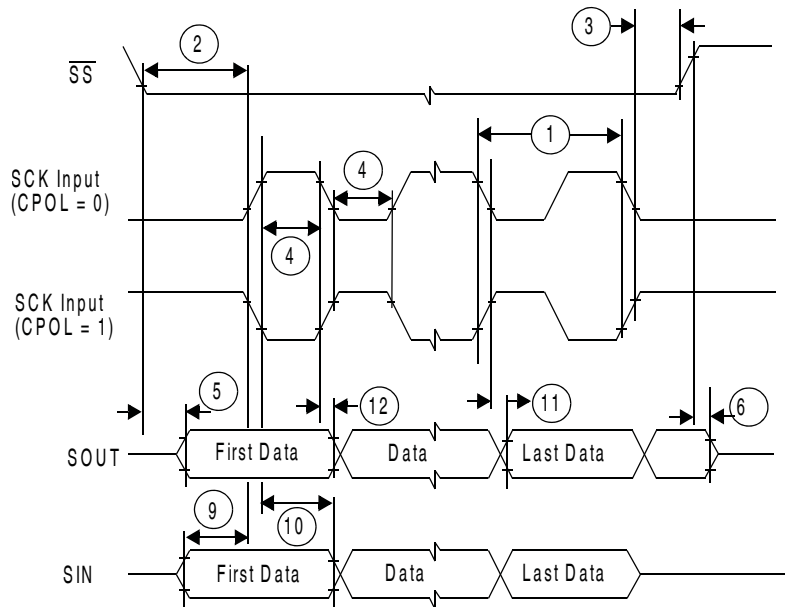 2
3
SS
1
SCK Input
(CPOL = 0)
4
4
SCK Input
(CPOL = 1)
5
12
11
6
SOUT
First Data
Data
Last Data
9
10
SIN
First Data
Data
Last Data